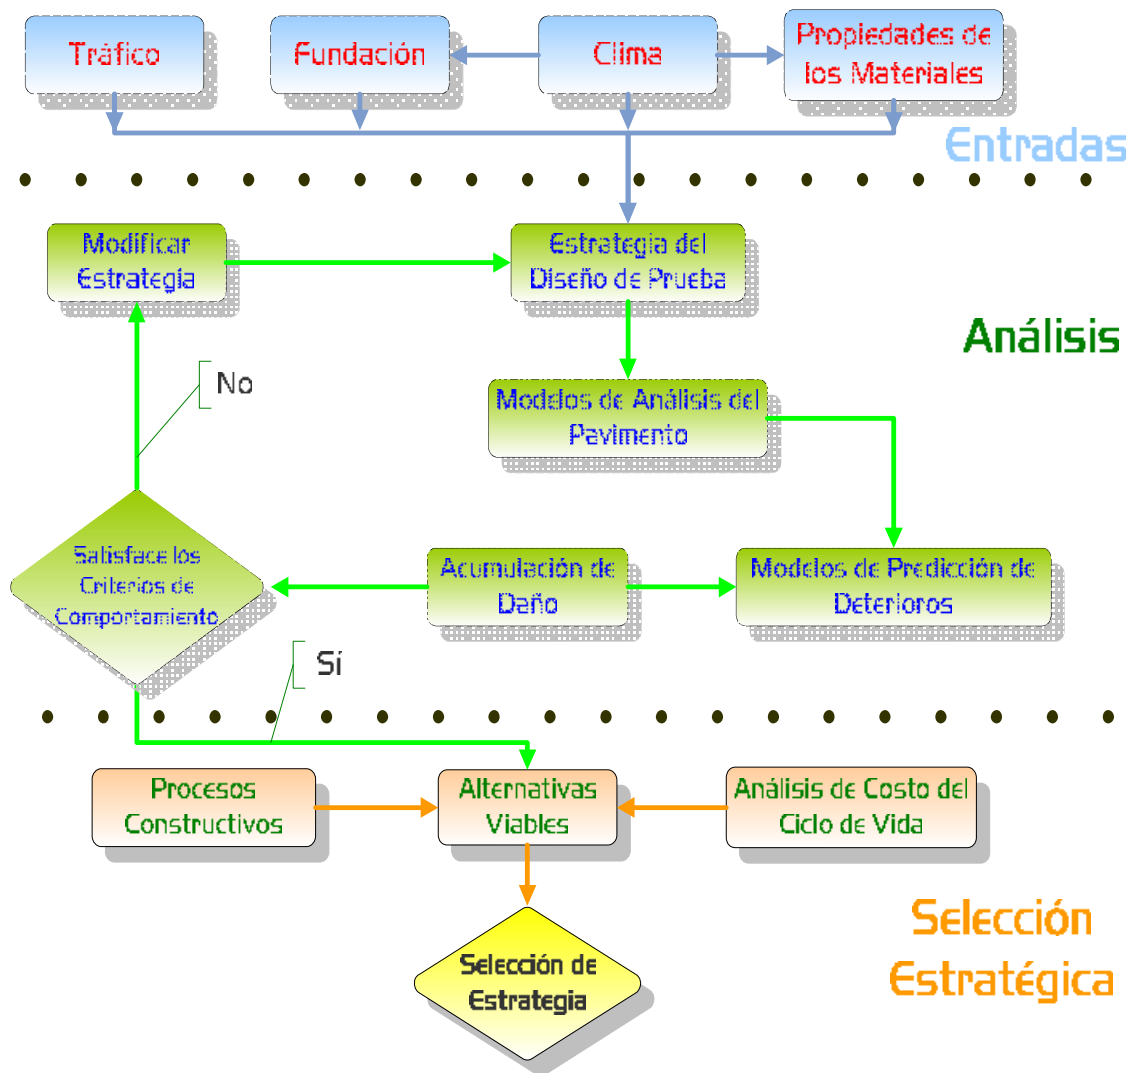 Tráfico
Fundación
Clima
Propiedades de
los Materiales
Entradas
Modificar
Estrategia
Estrategia del
Diseño de Prueba
Análisis
No
Modelos de Análisis del
Pavimento
Satisface los
Criterios de
Comportamiento
Acumulación de
Daño
Modelos de Predicción de
Deterioros
Sí
Procesos
Constructivos
Alternativas
Viables
Análisis de Costo del
Ciclo de Vida
Selección
Estratégica
Selección de
Estrategia